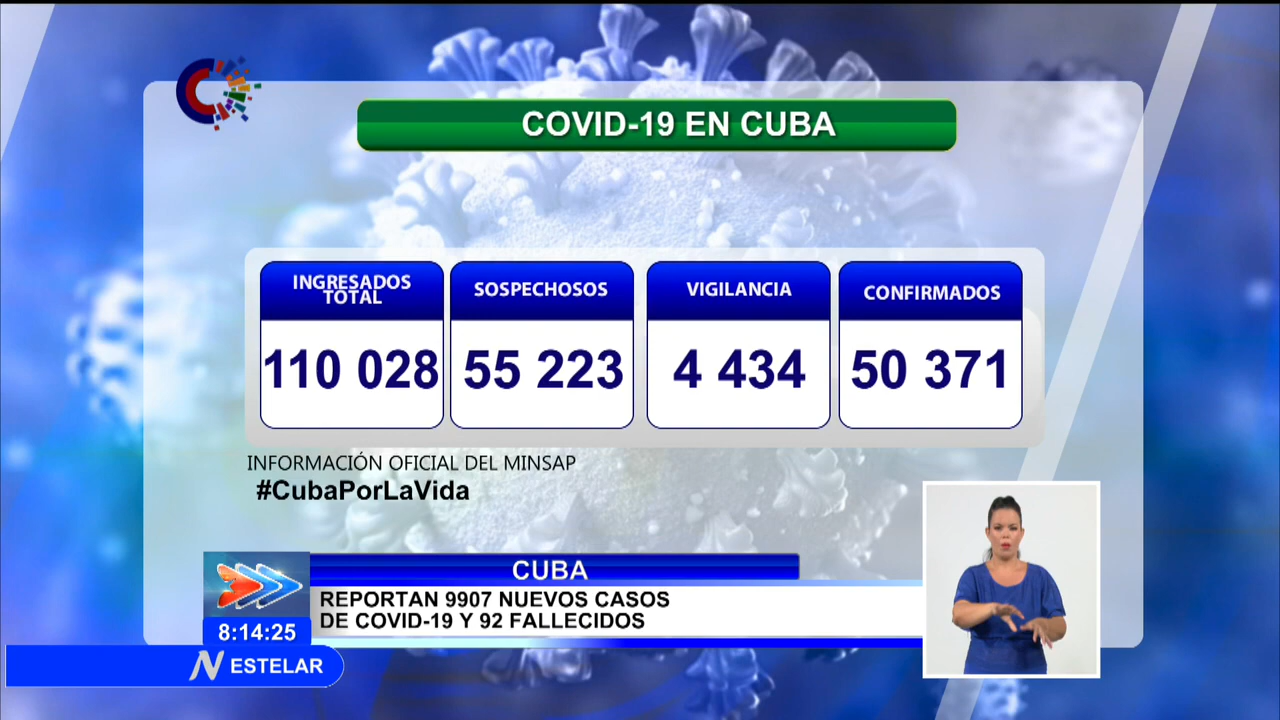 COVID-19 EN CUBA
INGRESADOS
TOTAL
110 028
SOSPECHOSOS
55 223
VIGILANCIA
4 434
CONFIRMADOS
50 371
INFORMACIÓN OFICIAL DEL MINSAP
#CubaPorLaVida
CUBA
REPORTAN 9907 NUEVOS CASOS
DE COVID-19 Y 92 FALLECIDOS
8:14:25
N ESTELAR